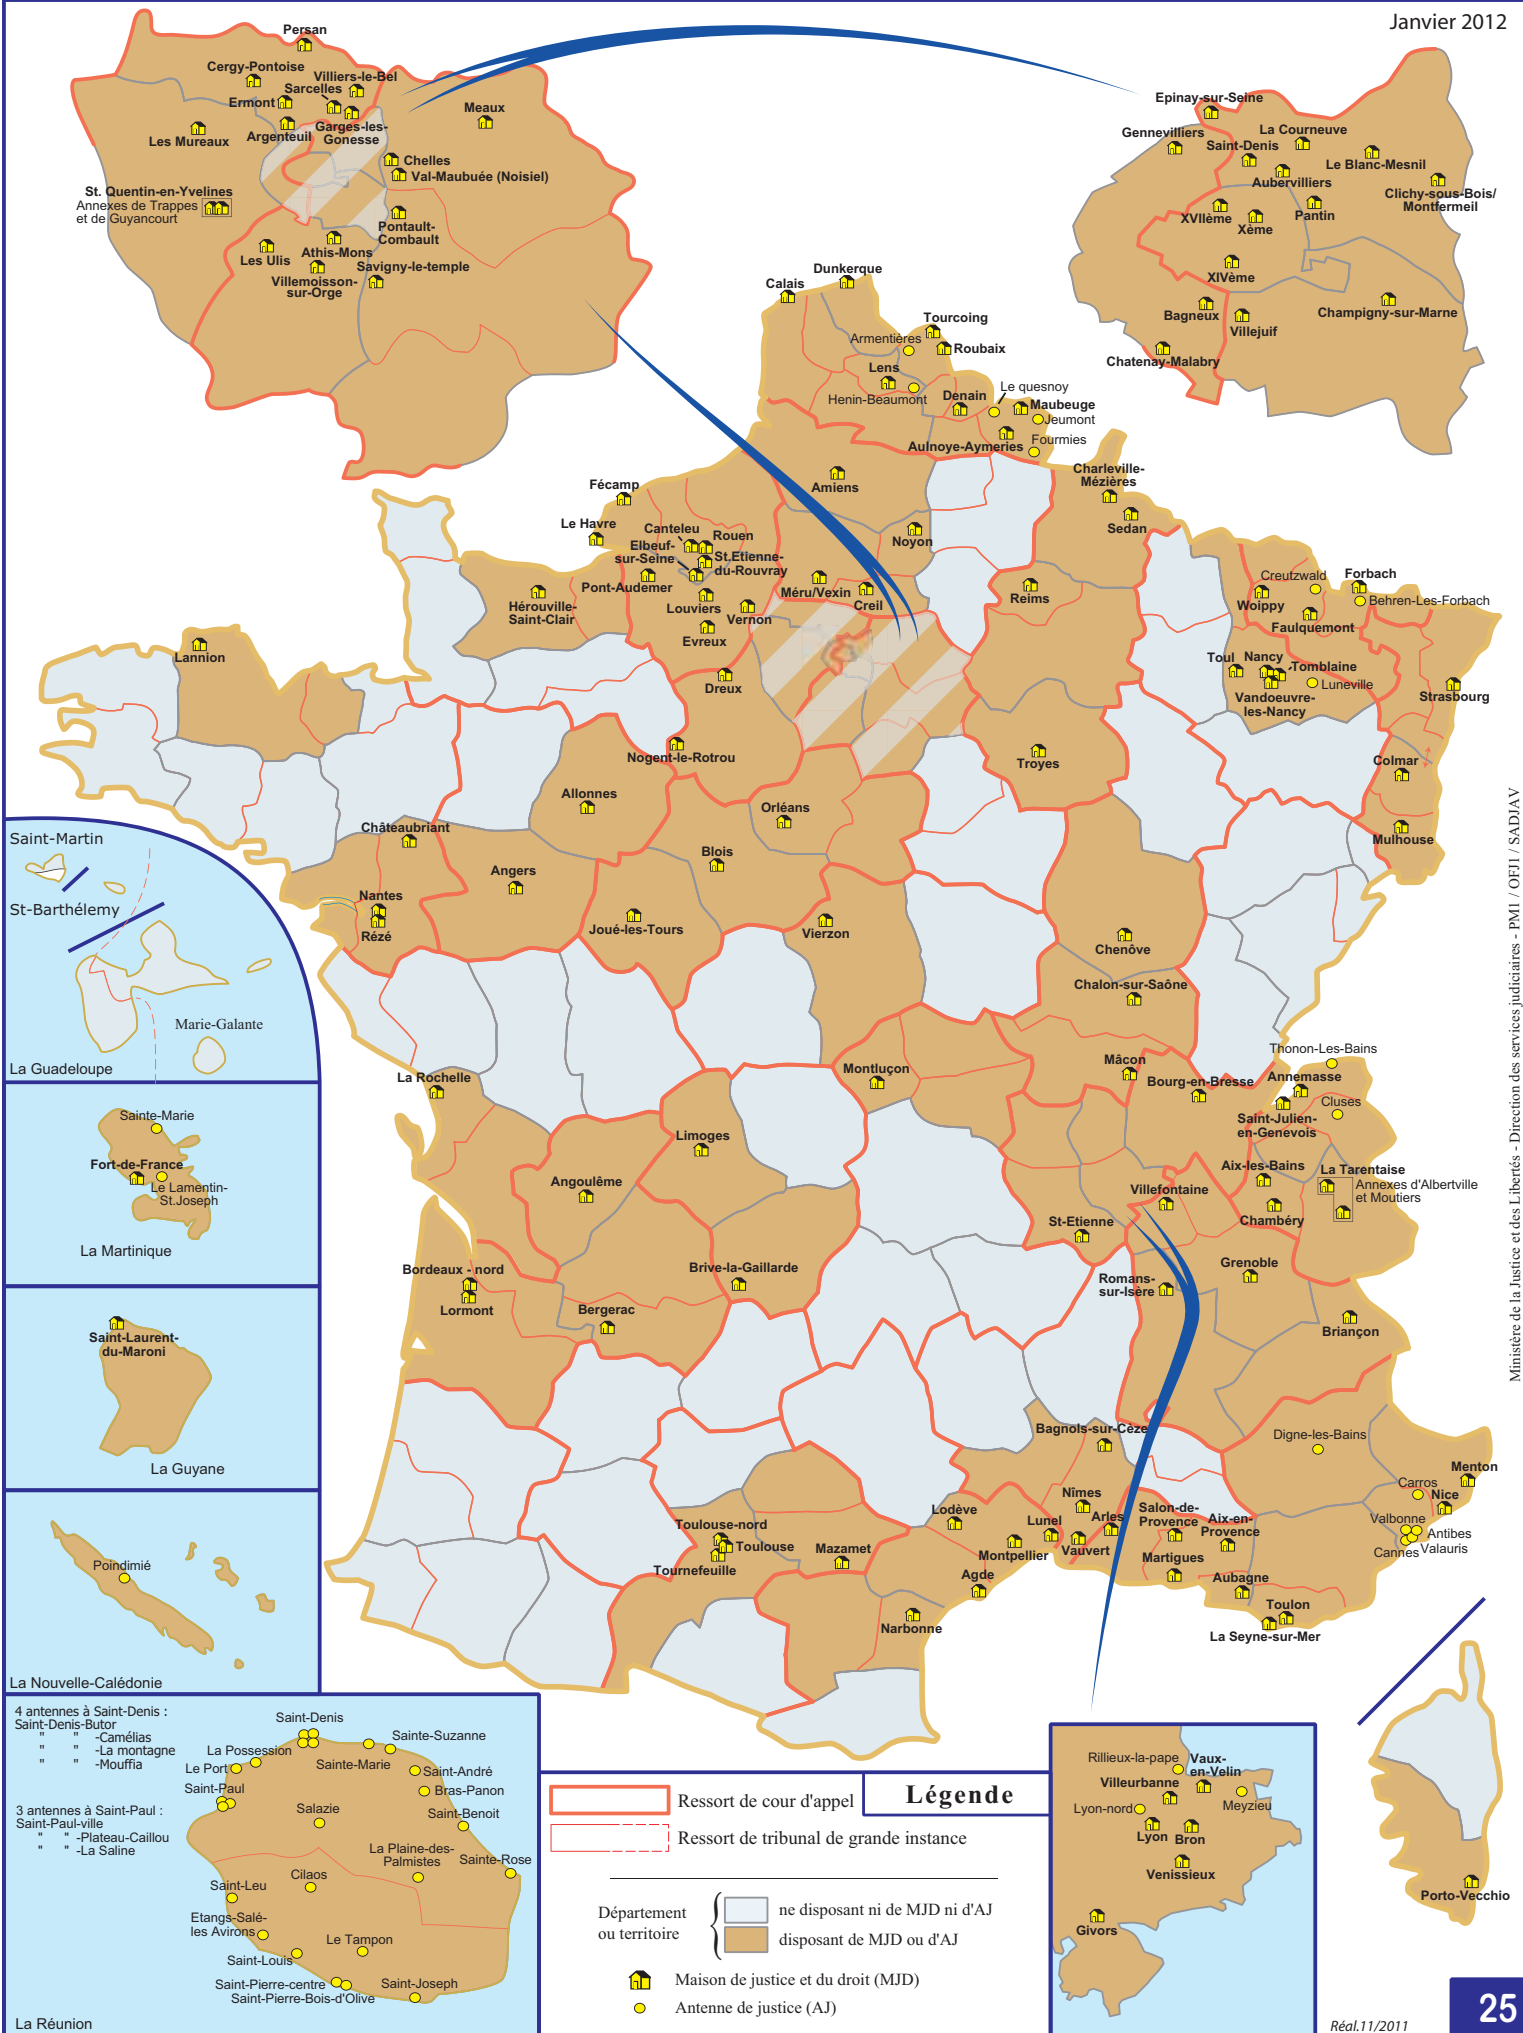 Janvier 2012
Persan
Cergy-Pontoise
Villiers-le-Bel
Sarcelles
Ermont
Meaux
Les Mureaux
Argenteuil
Garges-les-
Gonesse
Chelles
Val-Maubuée (Noisiel)
St. Quentin-en-Yvelines
Annexes de Trappes
et de Guyancourt
Pontault-
Combault
Les Ulis
Athis-Mons
Savigny-le-temple
Villemoisson-
sur-Orge
Epinay-sur-Seine
Gennevilliers
La Courneuve
Saint-Denis
Le Blanc-Mesnil
Aubervilliers
Clichy-sous-Bois/
Montfermeil
XVIIème
Xème
Pantin
XIVème
Bagneux
Villejuif
Champigny-sur-Marne
Chatenay-Malabry
Dunkerque
Calais
Tourcoing
Armentières
Roubaix
Lens
Henin-Beaumont
Denain
Le quesnoy
Maubeuge
Jeumont
Aulnoye-Aymeries
Fourmies
Charleville-
Mézières
Sedan
Amiens
Fécamp
Le Havre
Canteleu
Rouen
Elbeuf-
sur-Seine
St.Etienne-
du-Rouvray
Noyon
Pont-Audemer
Méru/Vexin
Creil
Reims
Hérouville-
Saint-Clair
Louviers
Vernon
Evreux
Creutzwald
Forbach
Woippy
Behren-Les-Forbach
Faulquemont
Lannion
Toul
Nancy
Tomblaine
Luneville
Vandoeuvre-
les-Nancy
Strasbourg
Dreux
Nogent-le-Rotrou
Troyes
Colmar
Allonnes
Orléans
Mulhouse
Châteaubriant
Blois
Angers
Nantes
Rézé
Joué-les-Tours
Vierzon
Chenôve
Chalon-sur-Saône
Saint-Martin
St-Barthélemy
Marie-Galante
La Guadeloupe
Thonon-Les-Bains
Mâcon
Montluçon
La Rochelle
Bourg-en-Bresse
Annemasse
Cluses
Saint-Julien-
en-Genevois
Sainte-Marie
Fort-de-France
Le Lamentin-
St.Joseph
La Martinique
Limoges
Angoulême
Aix-les-Bains
La Tarentaise
Annexes d'Albertville
et Moutiers
Villefontaine
Chambéry
St-Etienne
Bordeaux - nord
Lormont
Brive-la-Gaillarde
Bergerac
Grenoble
Romans-
sur-Isère
Briançon
Saint-Laurent-
du-Maroni
La Guyane
Bagnols-sur-Cèze
Digne-les-Bains
Menton
Carros
Nice
Valbonne
Antibes
Cannes
Valauris
Nîmes
Lodève
Lunel
Arles
Salon-de-
Provence
Aix-en-
Provence
Montpellier
Vauvert
Martigues
Aubagne
Toulouse-nord
Toulouse
Tournefeuille
Mazamet
Agde
Narbonne
Toulon
La Seyne-sur-Mer
Poindimié
La Nouvelle-Calédonie
Porto-Vecchio
4 antennes à Saint-Denis :
Saint-Denis-Butor
" " -Camélias
" " -La montagne
" " -Mouffia
3 antennes à Saint-Paul :
Saint-Paul-ville
" " -Plateau-Caillou
" " -La Saline
Saint-Denis
Sainte-Suzanne
La Possession
Sainte-Marie
Le Port
Saint-André
Saint-Paul
Bras-Panon
Salazie
Saint-Benoit
La Plaine-des-
Palmistes
Sainte-Rose
Cilaos
Saint-Leu
Etangs-Salé-
les Avirons
Le Tampon
Saint-Louis
Saint-Pierre-centre
Saint-Joseph
Saint-Pierre-Bois-d'Olive
La Réunion
Légende
Ressort de cour d'appel
Ressort de tribunal de grande instance
Département
ou territoire
ne disposant ni de MJD ni d'AJ
disposant de MJD ou d'AJ
Maison de justice et du droit (MJD)
Antenne de justice (AJ)
Rillieux-la-pape
Vaux-
en-Velin
Villeurbanne
Lyon-nord
Meyzieu
Lyon
Bron
Venissieux
Givors
Ministère de la Justice et des Libertés - Direction des services judiciaires - PM1 / OFJ1 / SADJAV
Réal.11/2011
25